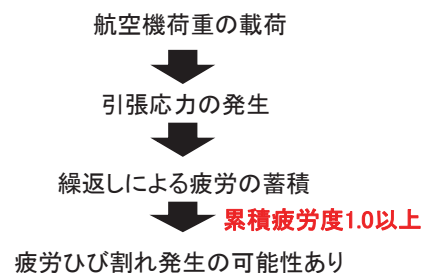 航空機荷重の載荷
引張応力の発生
繰返しによる疲労の蓄積
累積疲労度1.0以上
疲労ひび割れ発生の可能性あり